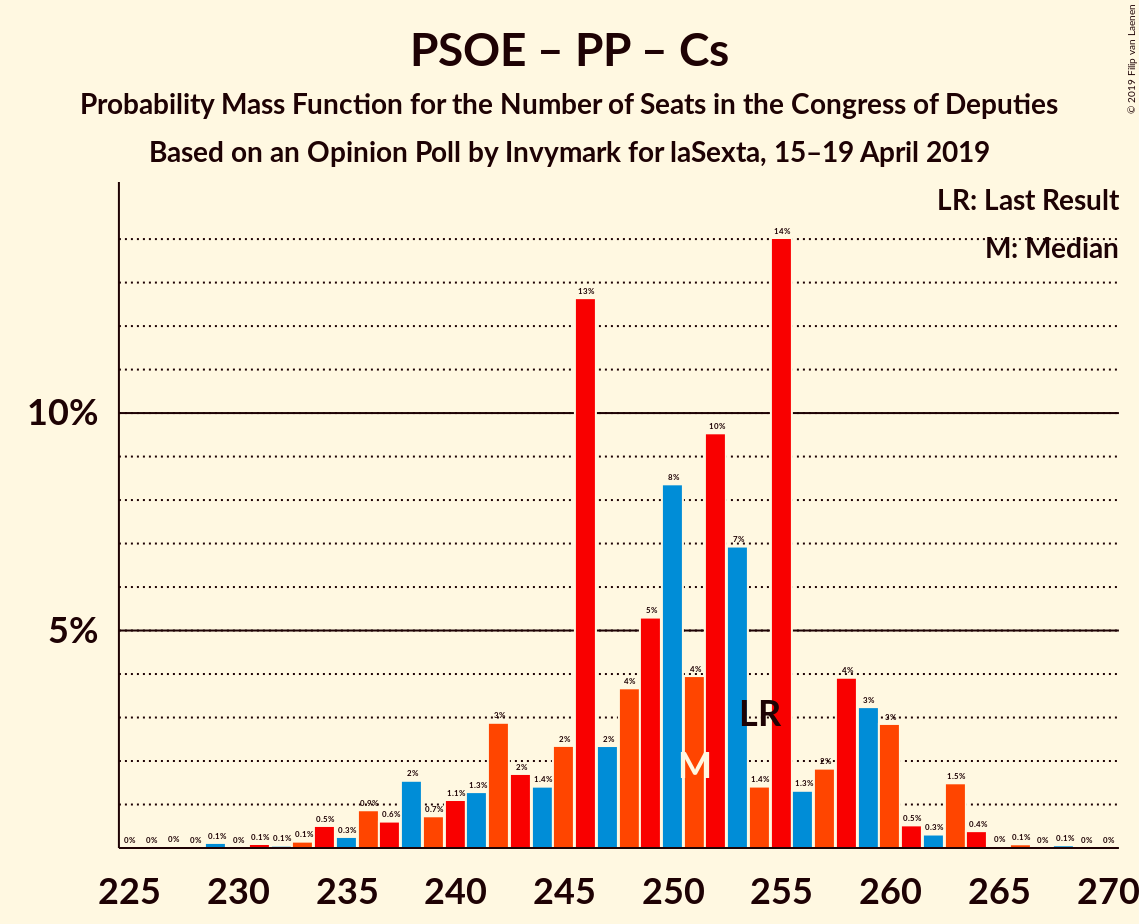 PSOE – PP – Cs
Probability Mass Function for the Number of Seats in the Congress of Deputies
Based on an Opinion Poll by Invymark for laSexta, 15–19 April 2019
© 2019 Filip van Laenen
LR: Last Result
M: Median
10%
5%
0% 0% 0% 0% 0.1% 0% 0.1% 0.1% 0.1% 0.5% 0.3% 0.9% 0.6% 2% 0.7% 1.1% 1.3% 3% 2% 1.4% 2% 13% 2% 4% 5% 8% 4% 10% 7% 1.4% 14% 1.3% 2% 4% 3% 3% 0.5% 0.3% 1.5% 0.4% 0% 0.1% 0% 0.1% 0% 0%
LR
M
225 230 235 240 245 250 255 260 265 270